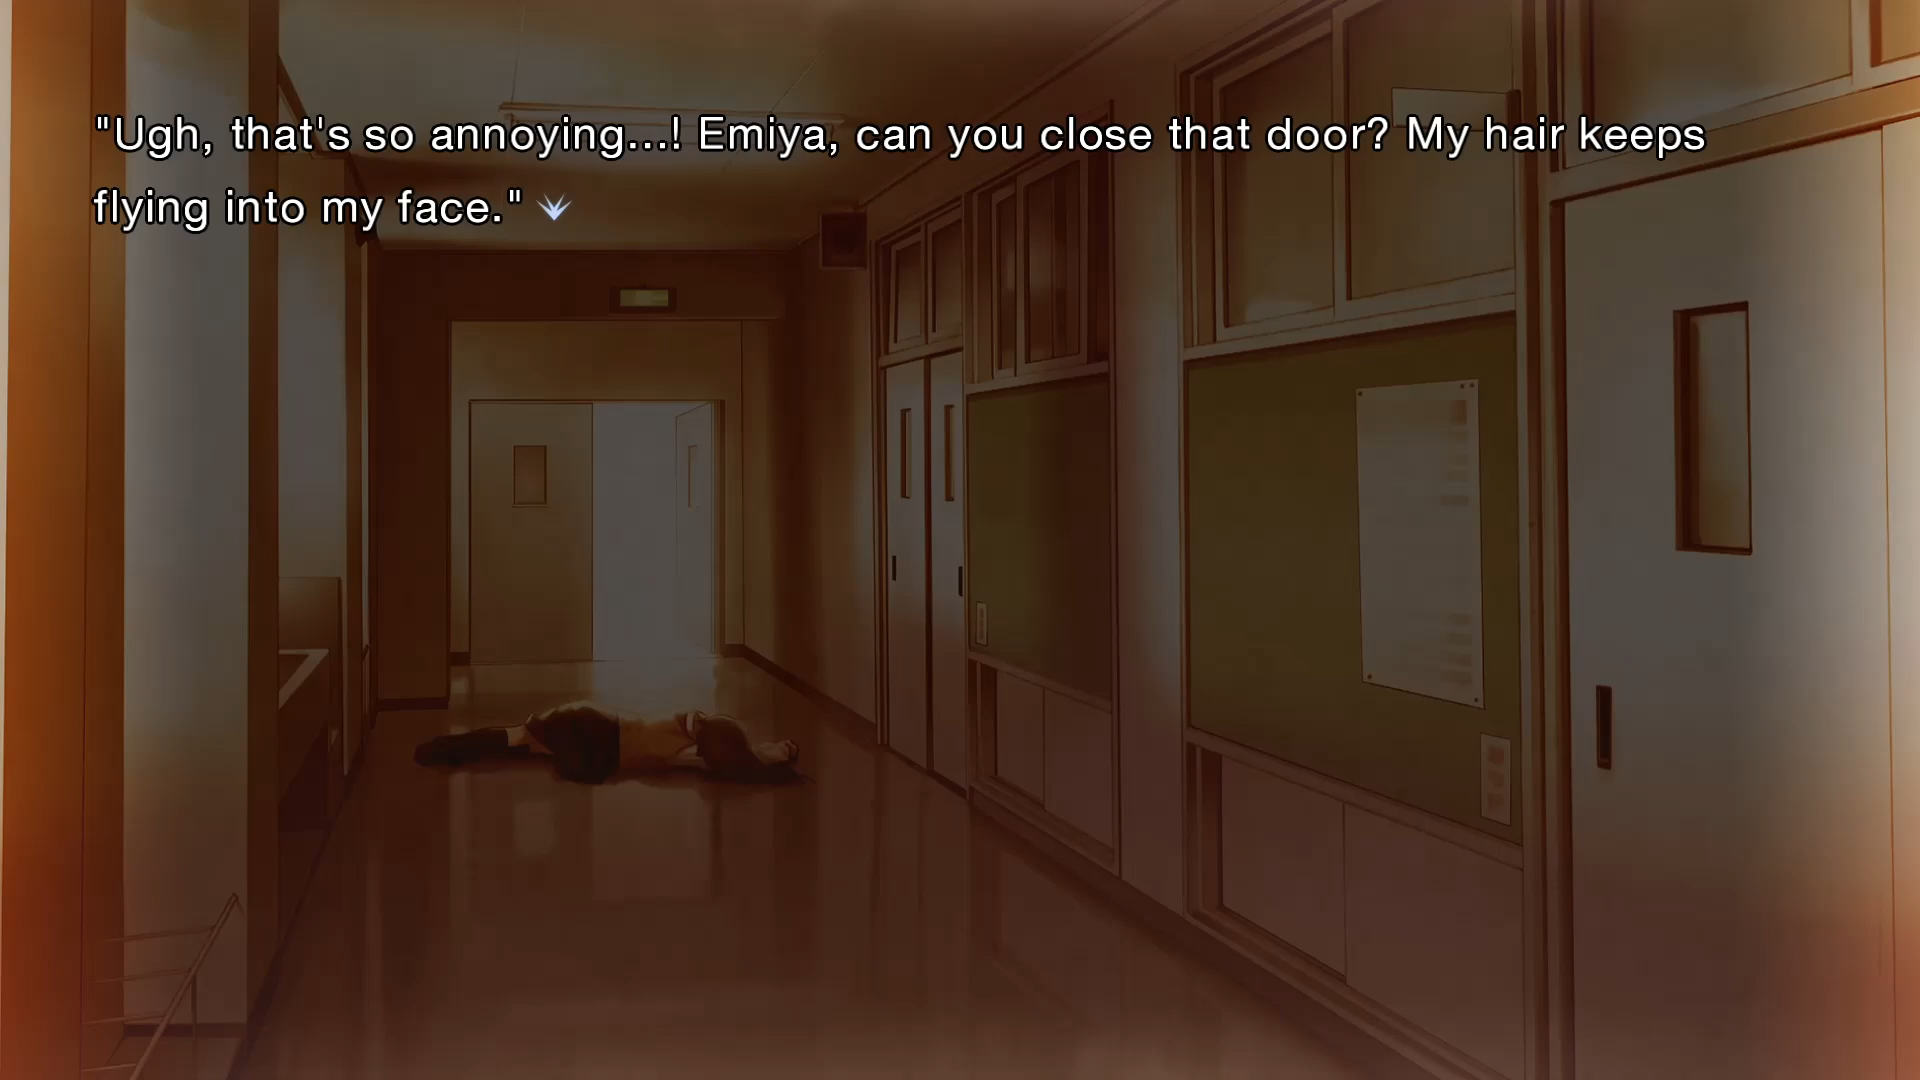 "Ugh, that's so annoying...! Emiya, can you close that door? My hair keeps
flying into my face."